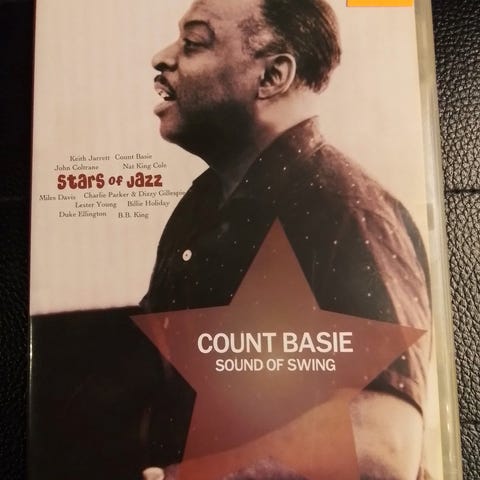 Keith Jarrett Count Basie
John Coltrane Nat King Cole
Stars of Jazz
Miles Davis Charlie Parker & Dizzy Gillespie
Lester Young Billie Holiday
Duke Ellington B.B. King
COUNT BASIE
SOUND OF SWING